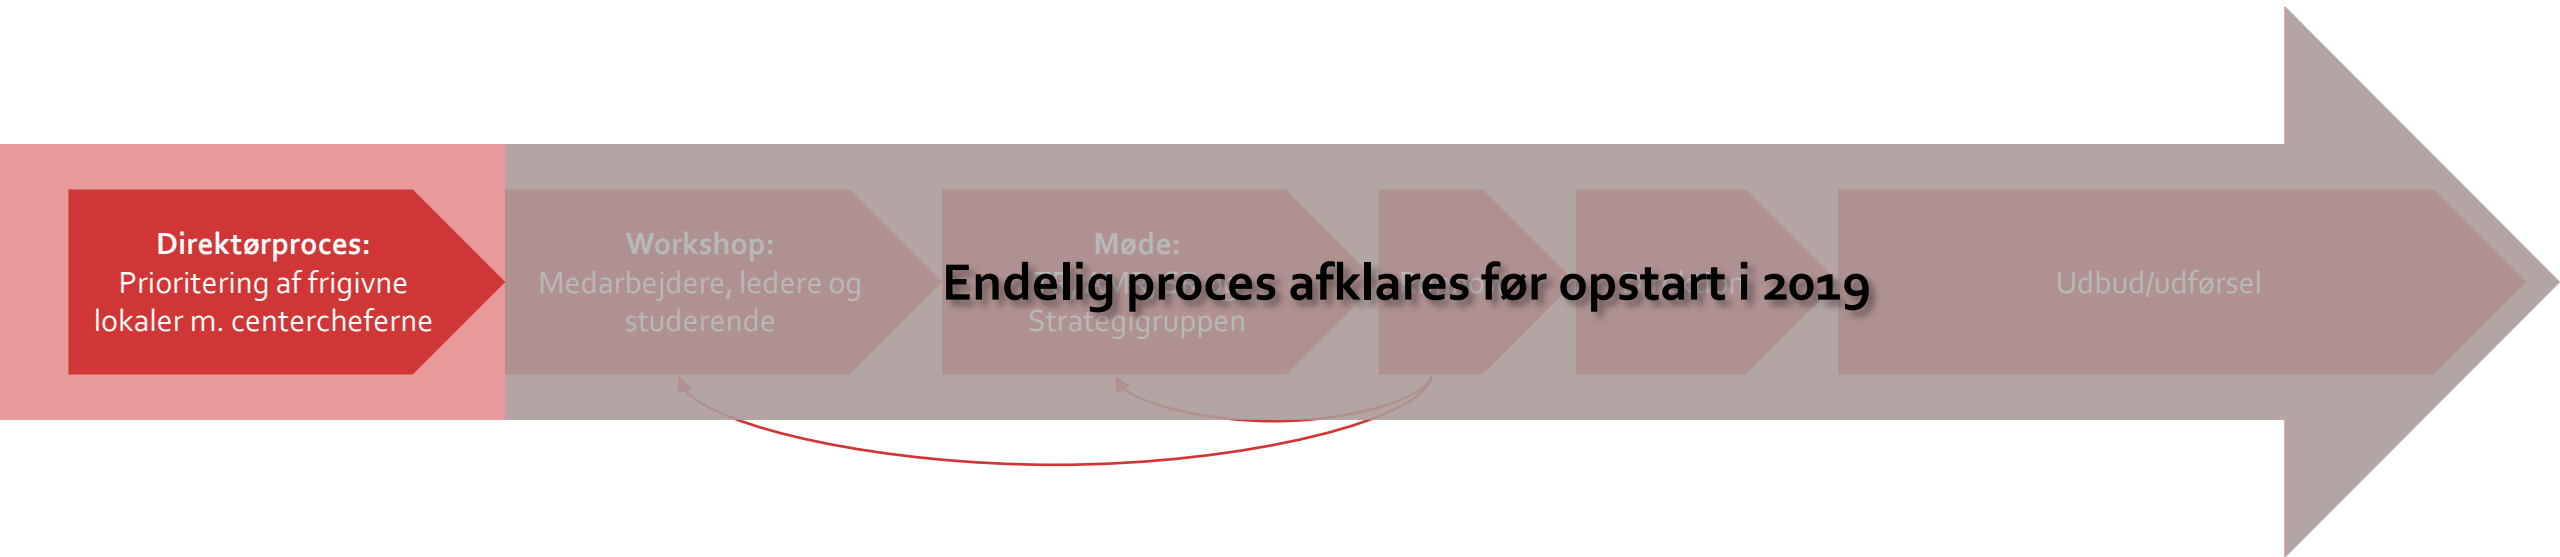 Direktørproces:
Prioritering af frigivne
lokaler m. centercheferne
Workshop:
Medarbejdere, ledere og
studerende
Møde:
Strategigruppen
Endelig proces afklares før opstart i 2019
Udbud/udførsel